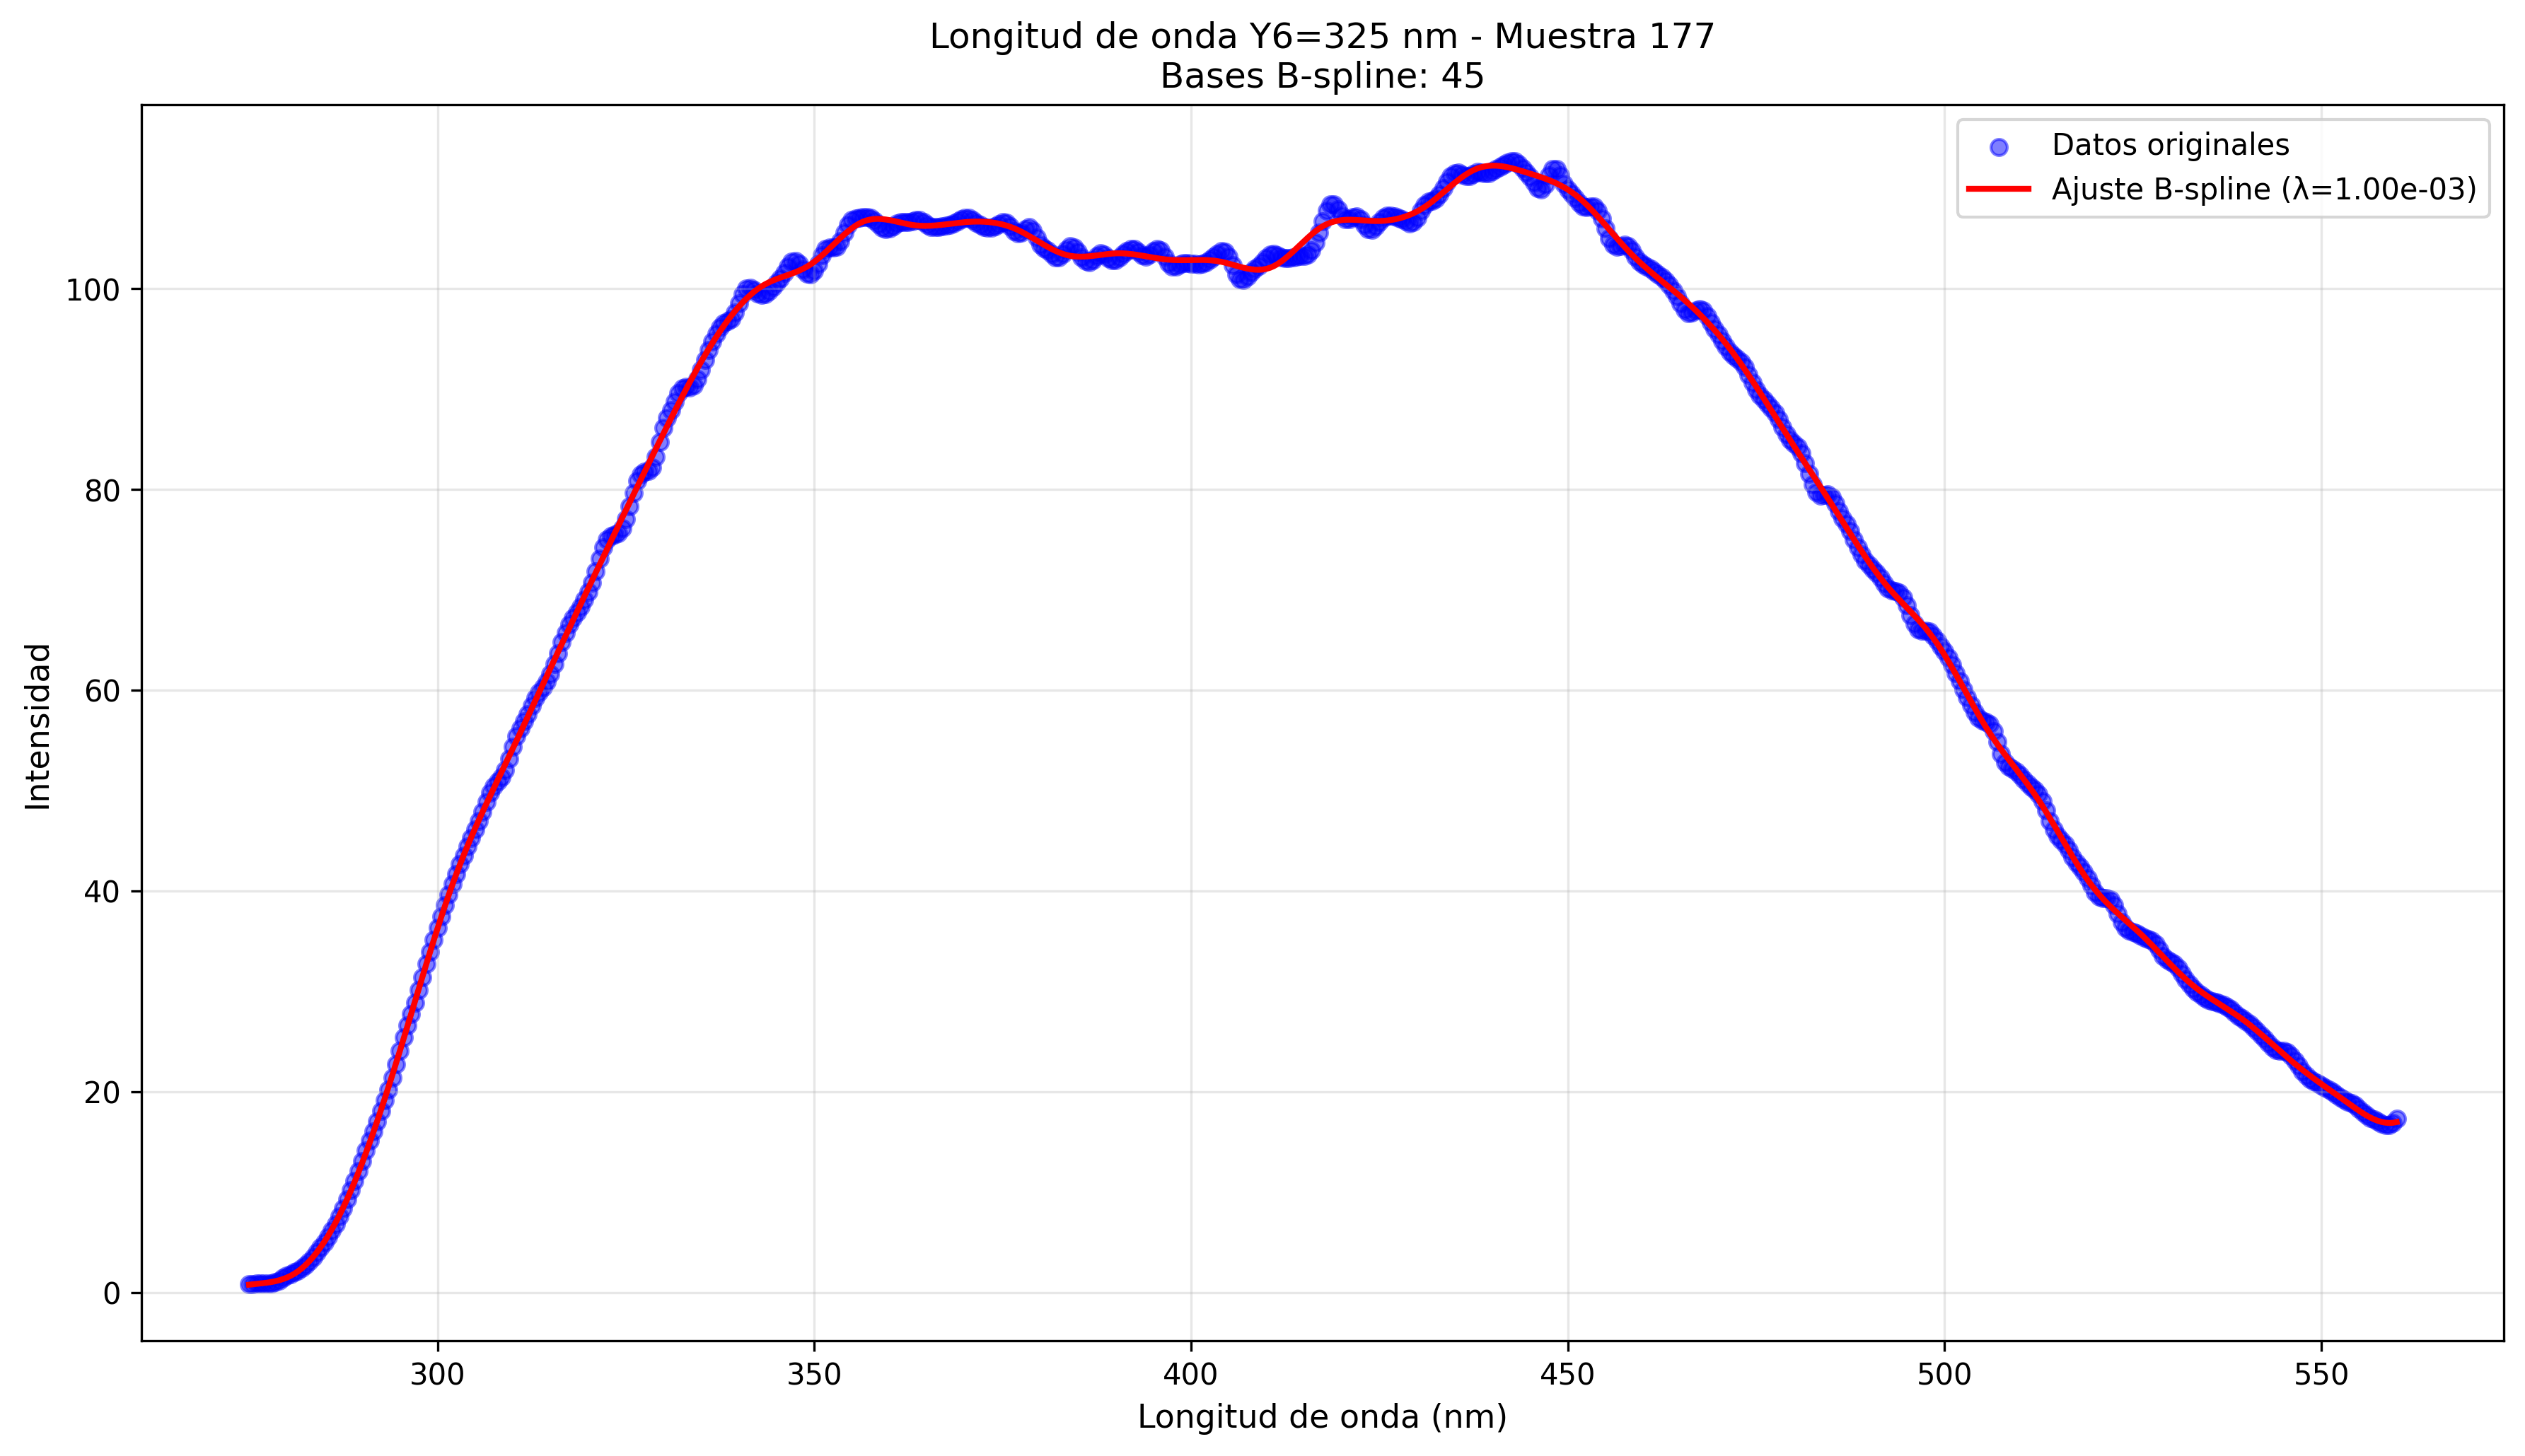 Longitud de onda Y6=325 nm - Muestra 177
Bases B-spline: 45
Datos originales
Ajuste B-spline (λ=1.00e-03)
Intensidad
100
80
60
40
20
0
300 350 400 450 500 550
Longitud de onda (nm)